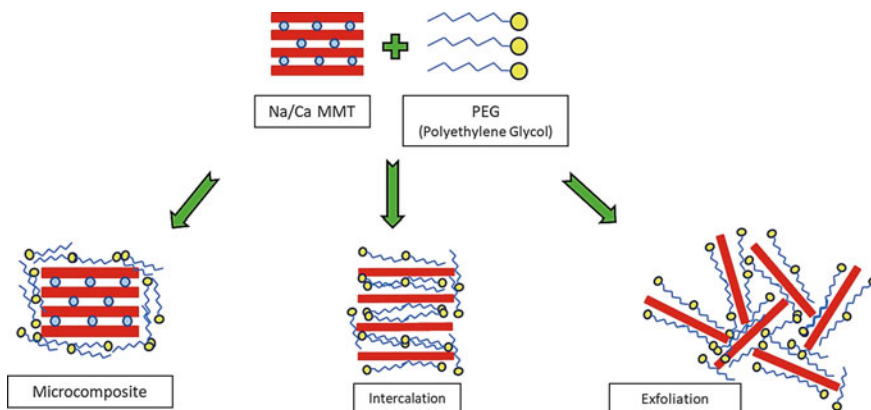 Na/Ca MMT
PEG
(Polyethylene Glycol)
Microcomposite
Intercalation
Exfoliation